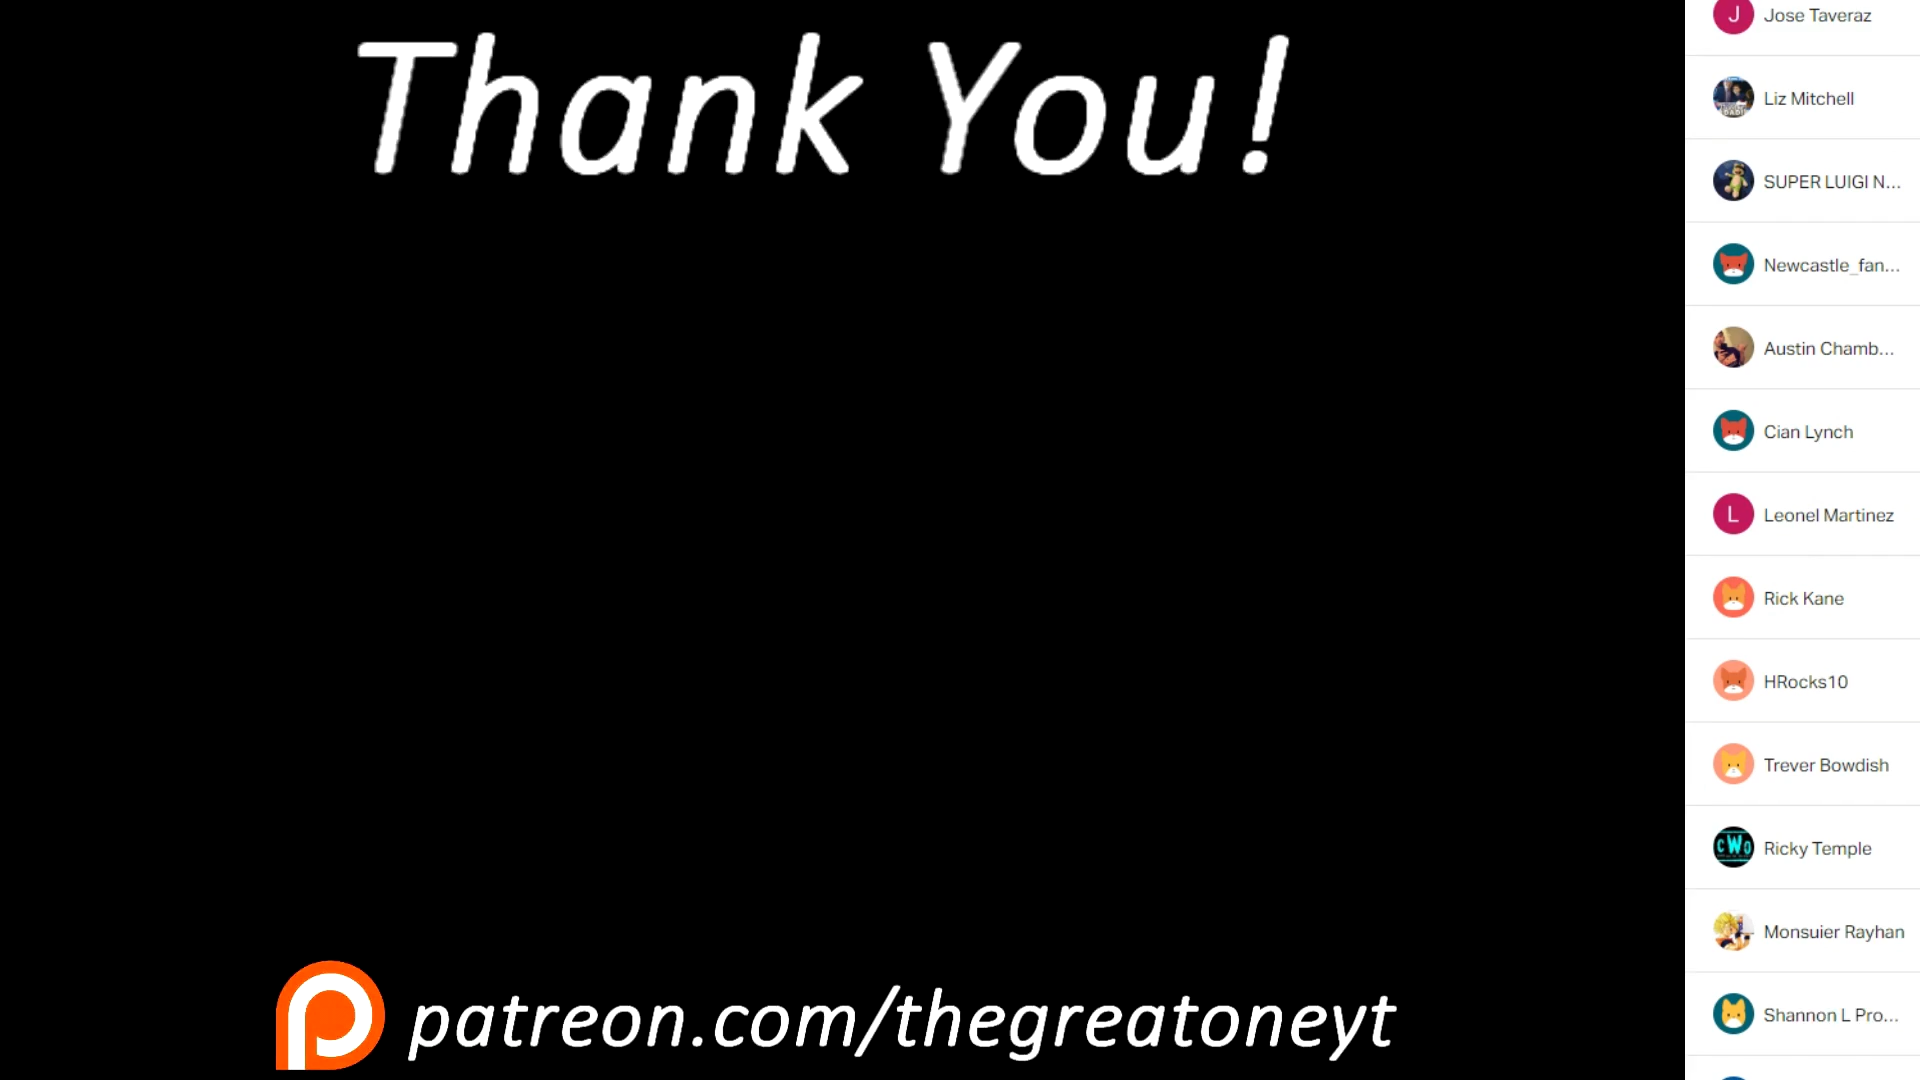 Thank You!
patreon.com/thegreatoneyt
Jose Taveraz
Liz Mitchell
SUPER LUIGI N...
Newcastle_fan...
Austin Chamb...
Cian Lynch
L
Leonel Martinez
Rick Kane
HRocks10
Trever Bowdish
CWO
Ricky Temple
Monsuier Rayhan
Shannon L Pro...
J